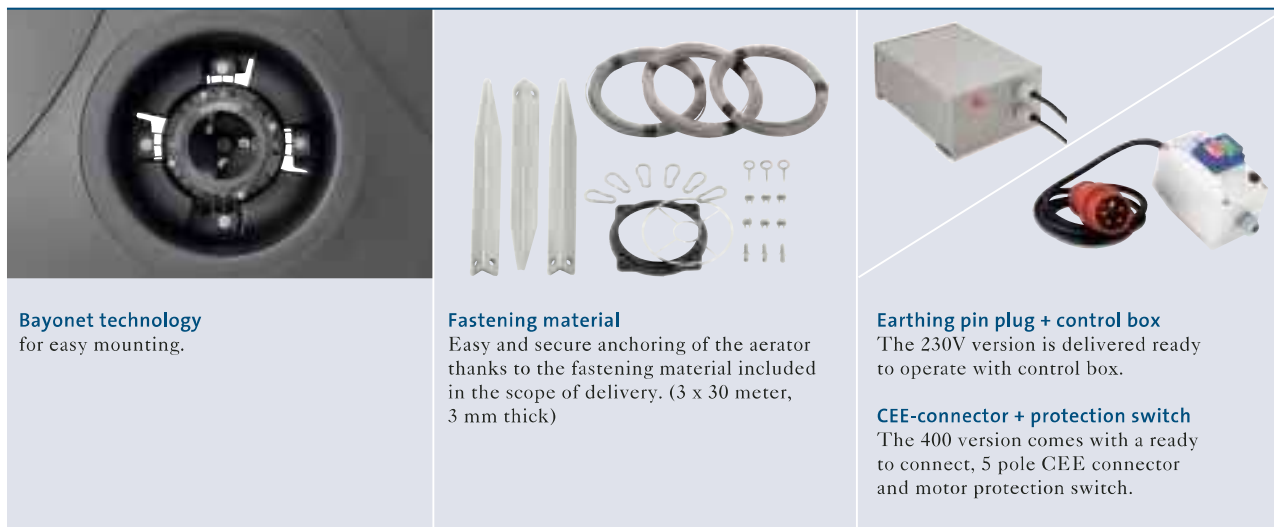 Bayonet technology
for easy mounting.
Fastening material
Easy and secure anchoring of the aerator
thanks to the fastening material included
in the scope of delivery. (3 x 30 meter,
3 mm thick)
Earthing pin plug + control box
The 230V version is delivered ready
to operate with control box.
CEE-connector + protection switch
The 400 version comes with a ready
to connect, 5 pole CEE connector
and motor protection switch.